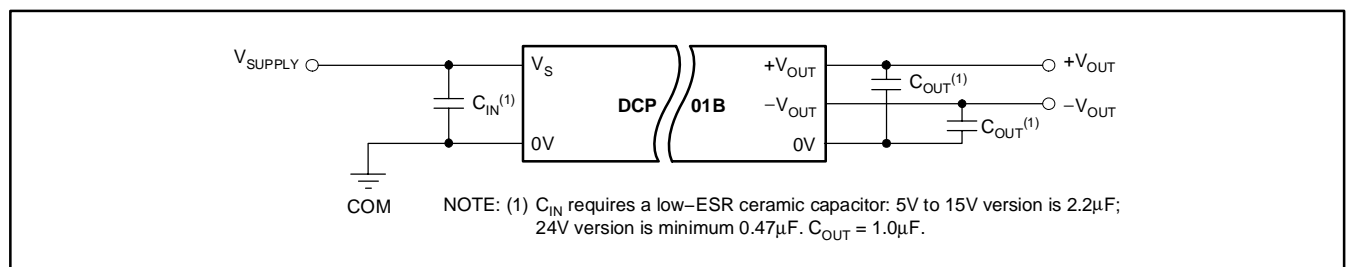 V_SUPPLY
V_S
+V_OUT
+V_OUT
C_OUT(1)
C_IN(1)
DCP
01B
−V_OUT
−V_OUT
C_OUT(1)
0V
0V
COM
NOTE: (1) C_IN requires a low−ESR ceramic capacitor: 5V to 15V version is 2.2µF;
24V version is minimum 0.47µF. C_OUT = 1.0µF.